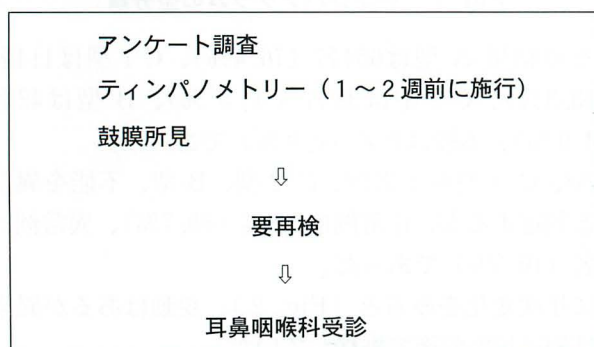 アンケート調査
ティンパノメトリー（１～２週前に施行）
鼓膜所見
⇩
要再検
⇩
耳鼻咽喉科受診